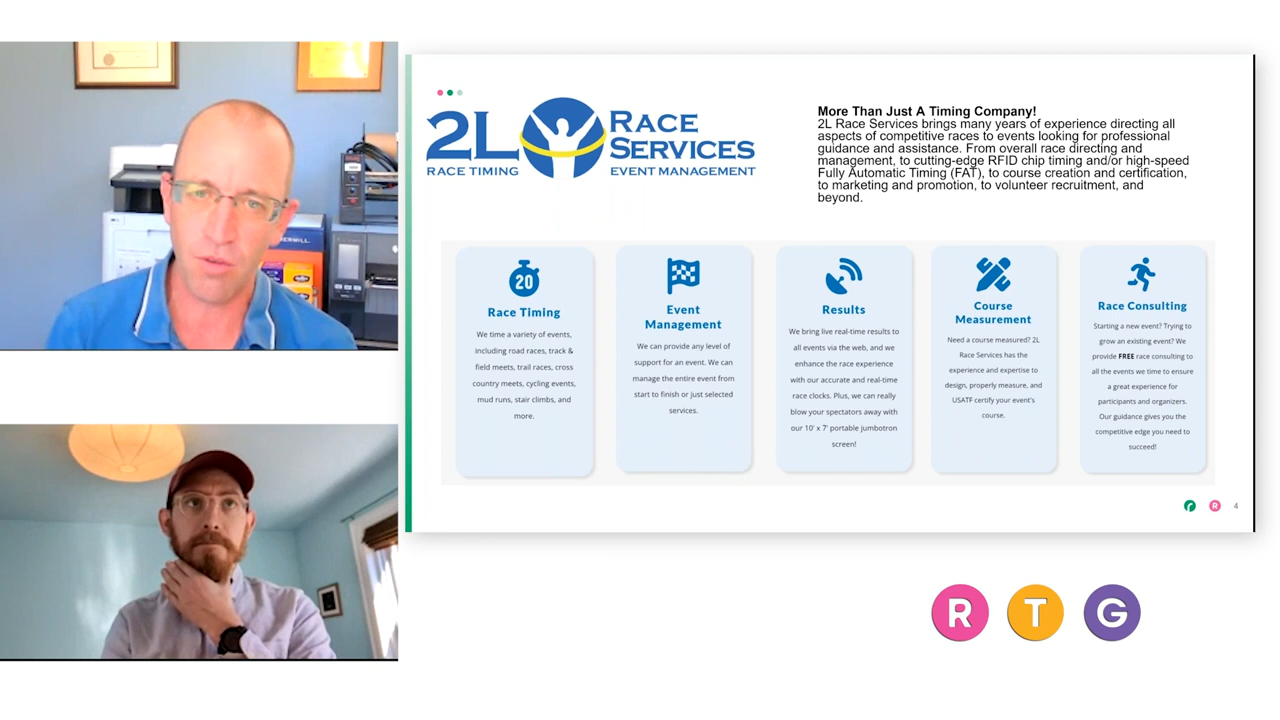 2L RACE SERVICES
RACE TIMING EVENT MANAGEMENT
More Than Just A Timing Company!
2L Race Services brings many years of experience directing all
aspects of competitive races to events looking for professional
guidance and assistance. From overall race directing and
management, to cutting-edge RFID chip timing and/or high-speed
Fully Automatic Timing (FAT), to course creation and certification,
to marketing and promotion, to volunteer recruitment, and
beyond.
20
Race Timing
We time a variety of events,
including road races, track &
field meets, trail races, cross
country meets, cycling events,
mud runs, stair climbs, and
more.
Event
Management
We can provide any level of
support for an event. We can
manage the entire event from
start to finish or just selected
services.
Results
We bring live real-time results to
all events via the web, and we
enhance the race experience
with our accurate and real-time
race clocks. Plus, we can really
blow your spectators away with
our 10' x 7' portable jumbotron
screen!
Course
Measurement
Need a course measured? 2L
Race Services has the
experience and expertise to
design, properly measure, and
USATF certify your event's
course.
Race Consulting
Starting a new event? Trying to
grow an existing event? We
provide FREE race consulting to
all the events we time to ensure
a great experience for
participants and organizers.
Our guidance gives you the
competitive edge you need to
succeed!
R 4
R T G